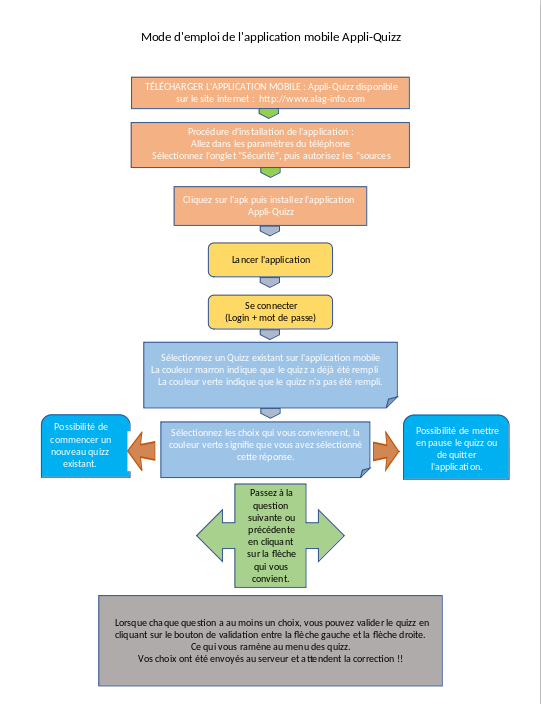 Mode d'emploi de l'application mobile Appli-Quizz
TÉLÉCHARGER L'APPLICATION MOBILE : Appli-Quizz disponible
sur le site internet : http://www.alag-info.com
Procédure d'installation de l'application :
Allez dans les paramètres du téléphone
Sélectionnez l'onglet "Sécurité", puis autorisez les "sources
Cliquez sur l'apk puis installez l'application
Appli-Quizz
Lancer l'application
Se connecter
(Login + mot de passe)
Sélectionnez un Quizz existant sur l'application mobile
La couleur marron indique que le quizz a déjà été rempli
La couleur verte indique que le quizz n'a pas été rempli.
Possibilité de
commencer un
nouveau quizz
existant.
Sélectionnez les choix qui vous conviennent, la
couleur verte signifie que vous avez sélectionné
cette réponse.
Possibilité de mettre
en pause le quizz ou
de quitter
l'application.
Passez à la
question
suivante ou
précédente
en cliquant
sur la flèche
qui vous
convient.
Lorsque chaque question a au moins un choix, vous pouvez valider le quizz en
cliquant sur le bouton de validation entre la flèche gauche et la flèche droite.
Ce qui vous ramène au menu des quizz.
Vos choix ont été envoyés au serveur et attendent la correction !!